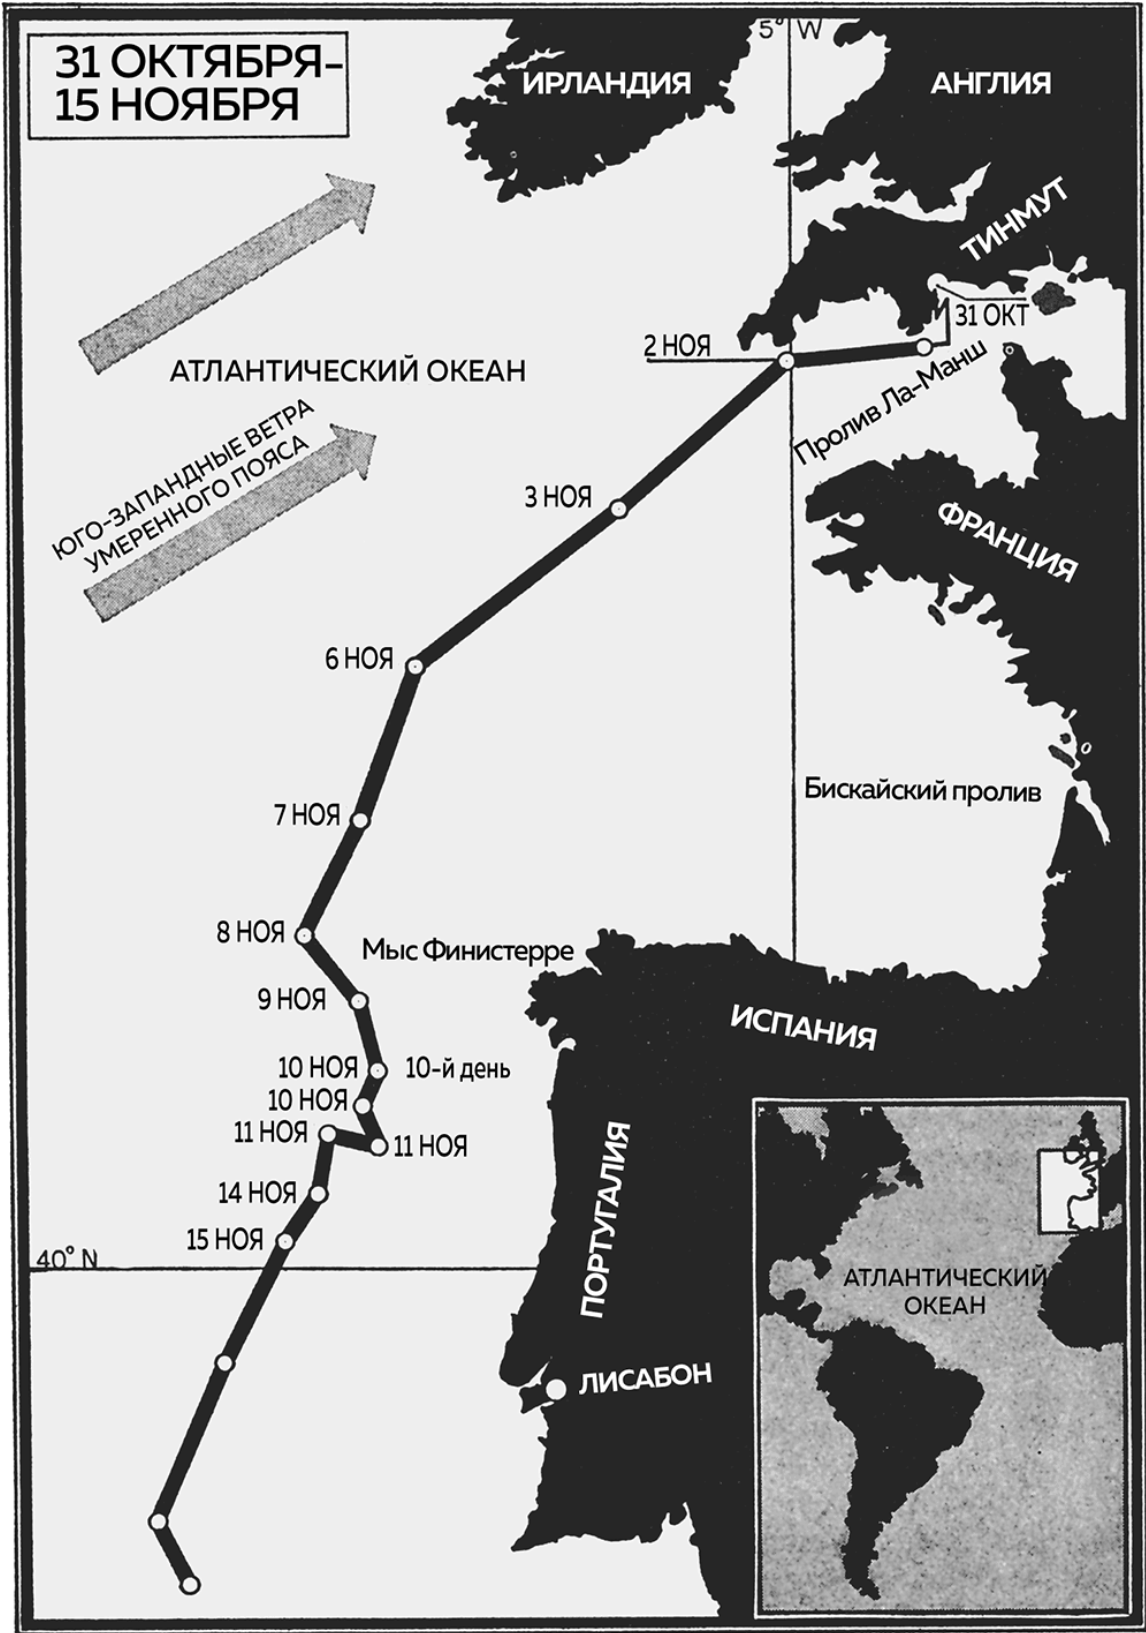 31 ОКТЯБРЯ-
15 НОЯБРЯ
5° W
ИРЛАНДИЯ
АНГЛИЯ
ТИНМУТ
31 ОКТ
2 НОЯ
Пролив Ла-Манш
АТЛАНТИЧЕСКИЙ ОКЕАН
ЮГО-ЗАПАНДНЫЕ ВЕТРА
УМЕРЕННОГО ПОЯСА
3 НОЯ
ФРАНЦИЯ
6 НОЯ
Бискайский пролив
7 НОЯ
8 НОЯ
Мыс Финистерре
9 НОЯ
ИСПАНИЯ
10 НОЯ
10-й день
10 НОЯ
11 НОЯ
11 НОЯ
14 НОЯ
15 НОЯ
ПОРТУГАЛИЯ
40° N
АТЛАНТИЧЕСКИЙ
ОКЕАН
ЛИСАБОН